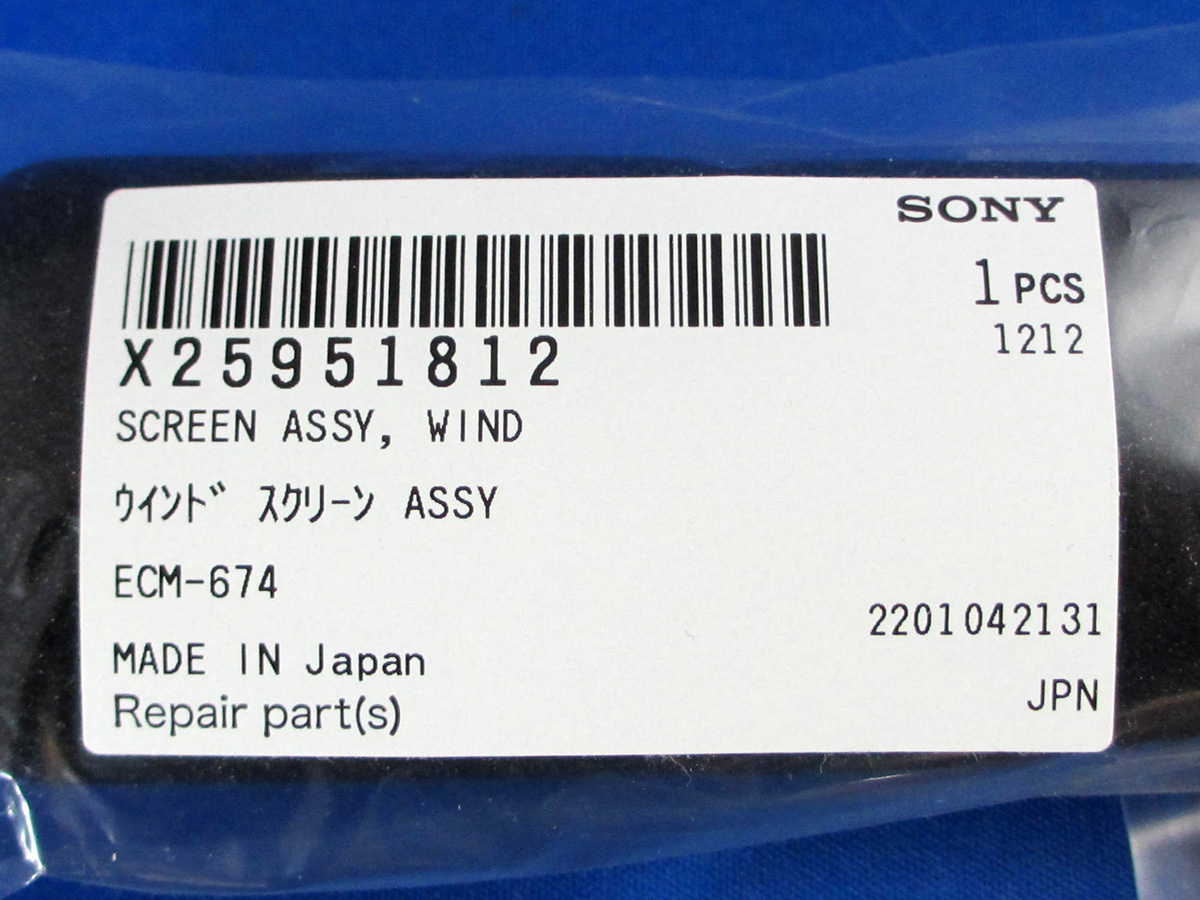 SONY
1 PCS
1212
X25951812
SCREEN ASSY, WIND
ｳｲﾝﾄﾞ ｽｸﾘｰﾝ ASSY
ECM-674
2201042131
MADE IN Japan
JPN
Repair part(s)